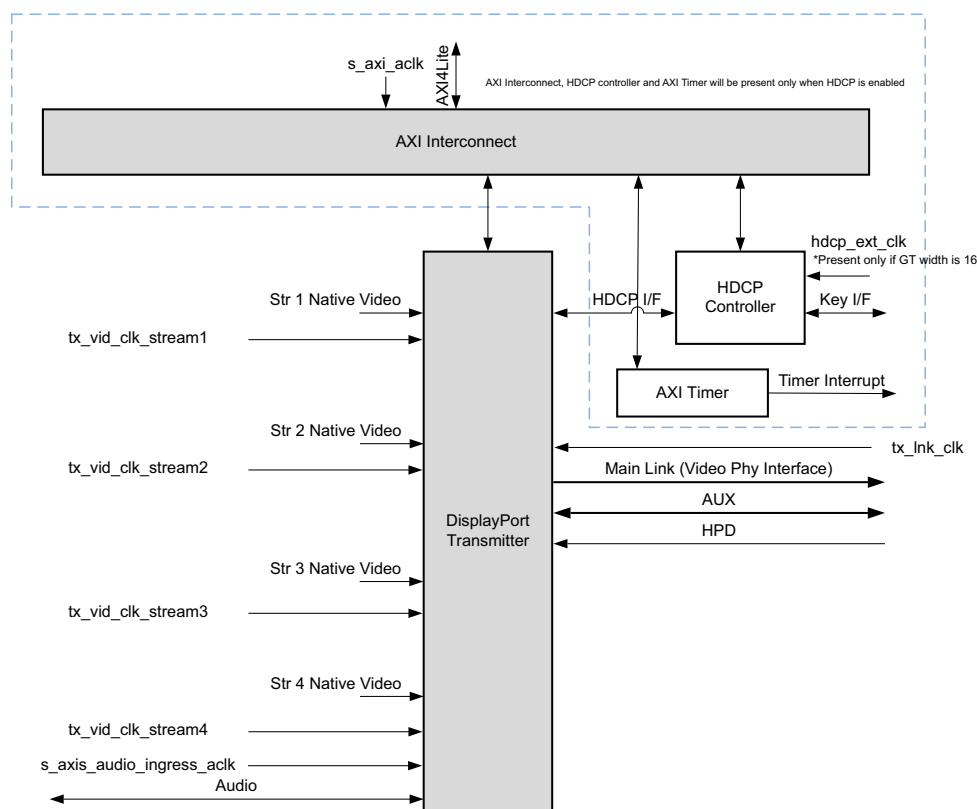 s_axi_aclk
AXI4Lite
AXI Interconnect, HDCP controller and AXI Timer will be present only when HDCP is enabled
AXI Interconnect
hdcp_ext_clk
*Present only if GT width is 16
Str 1 Native Video
HDCP I/F
HDCP
Controller
Key I/F
tx_vid_clk_stream1
AXI Timer
Timer Interrupt
Str 2 Native Video
tx_lnk_clk
tx_vid_clk_stream2
Main Link (Video Phy Interface)
AUX
DisplayPort
Transmitter
HPD
Str 3 Native Video
tx_vid_clk_stream3
Str 4 Native Video
tx_vid_clk_stream4
s_axis_audio_ingress_aclk
Audio